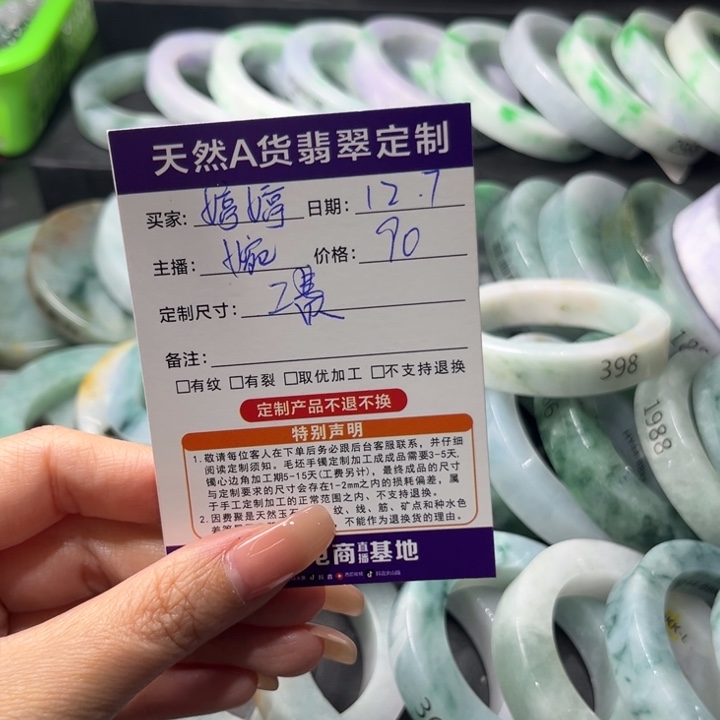 天然A货翡翠定制
买家: 婷婷 日期: 12.7
主播: 婉 价格: 90
定制尺寸: 工费
备注:
□有纹 □有裂 □取优加工 □不支持退换
定制产品不退不换
特别声明
1. 敬请每位客人在下单后务必跟后台客服联系，并仔细
阅读定制须知。毛坯手镯定制加工成成品需要3-5天，
镯心边角加工期5-15天(工费另计)，最终成品的尺寸
与定制要求的尺寸会存在1-2mm之内的损耗偏差，属
于手工定制加工的正常范围之内、不支持退换。
2. 因费聚是天然玉石 纹、线、筋、矿点和种水色
，不能作为退换货的理由。
电商直播基地
398
1988